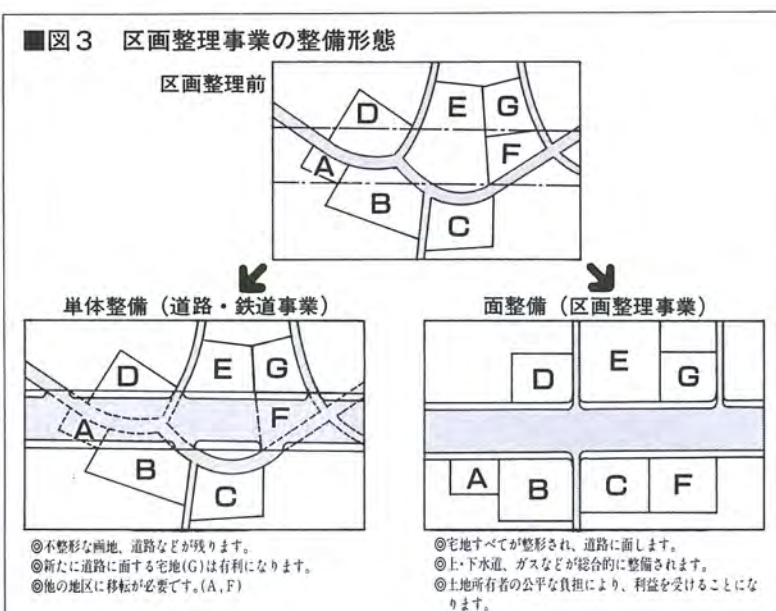 ■図3 区画整理事業の整備形態
区画整理前
D
E
G
A
F
B
C
単体整備(道路・鉄道事業)
D
E
G
A
F
B
C
◎不整形な画地、道路などが残ります。
◎新たに道路に面する宅地(G)は有利になります。
◎他の地区に移転が必要です。(A,F)
面整備(区画整理事業)
D
E
G
A
B
C
F
◎宅地すべてが整形され、道路に面します。
◎上・下水道、ガスなどが総合的に整備されます。
◎土地所有者の公平な負担により、利益を受けることにな
ります。